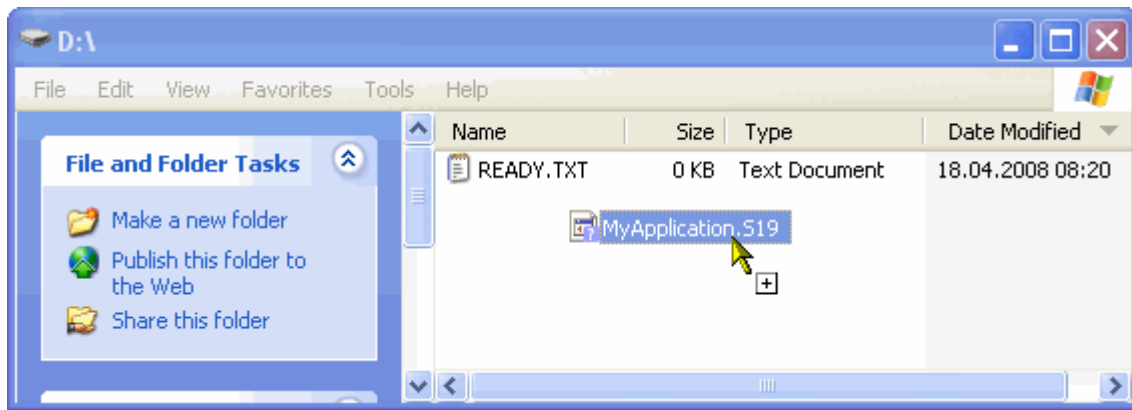 D:\
File Edit View Favorites Tools Help
Name Size Type Date Modified
READY.TXT 0 KB Text Document 18.04.2008 08:20
MyApplication.S19
File and Folder Tasks
Make a new folder
Publish this folder to
the Web
Share this folder